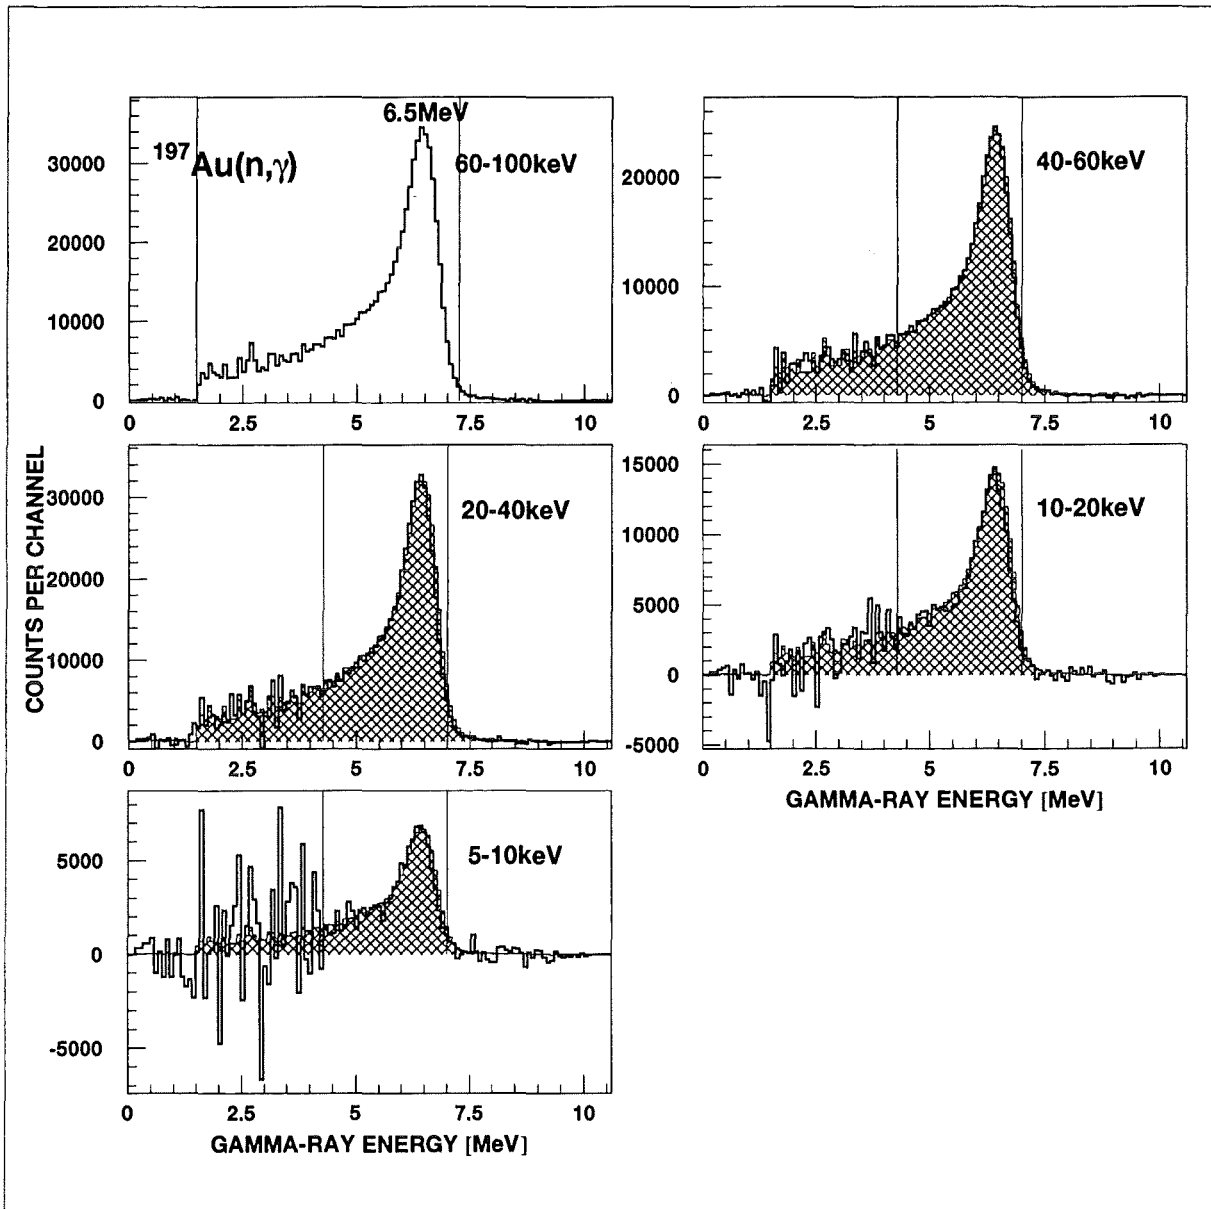 6.5MeV
197Au(n,γ)
60-100keV
30000
20000
10000
0
0 2.5 5 7.5 10
40-60keV
20000
10000
0
0 2.5 5 7.5 10
COUNTS PER CHANNEL
20-40keV
30000
20000
10000
0
0 2.5 5 7.5 10
10-20keV
15000
10000
5000
0
-5000
0 2.5 5 7.5 10
GAMMA-RAY ENERGY [MeV]
5-10keV
5000
0
-5000
0 2.5 5 7.5 10
GAMMA-RAY ENERGY [MeV]